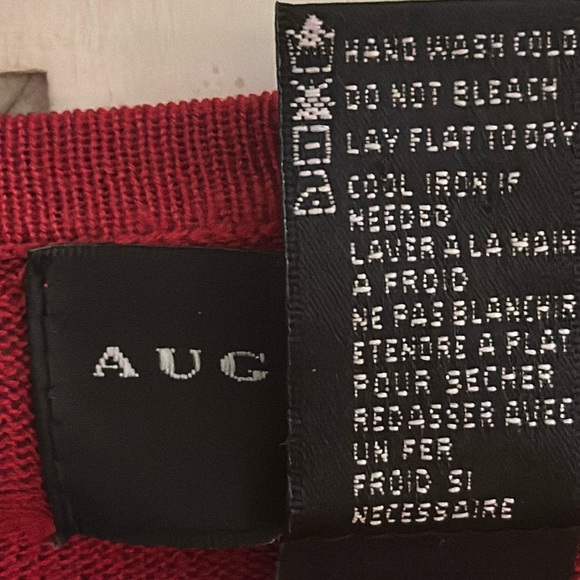 AUG
HAND WASH COLD
DO NOT BLEACH
LAY FLAT TO DRY
COOL IRON IF
NEEDED
LAVER A LA MAIN
A FROID
NE PAS BLANCHIR
ETENDRE A PLAT
POUR SECHER
REDASSER AVEC
UN FER
FROID SI
NECESSAIRE